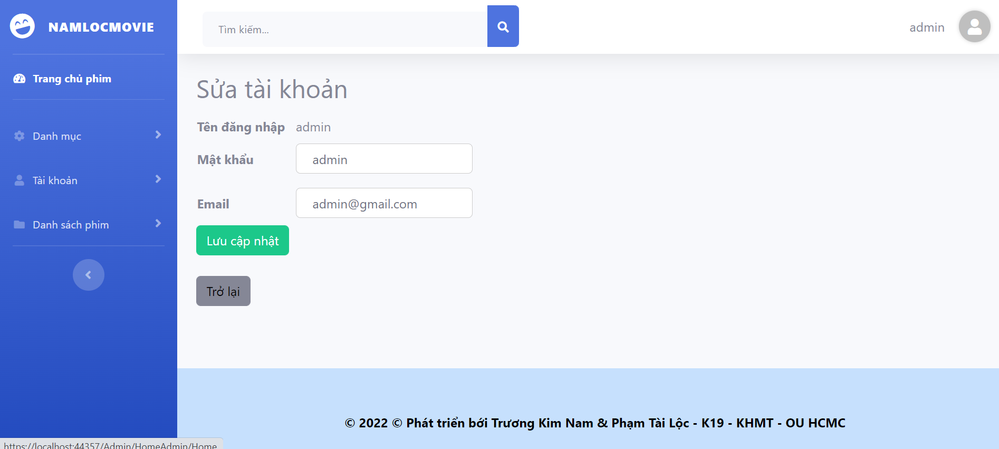 NAMLOCMOVIE
Tìm kiếm...
admin
Trang chủ phim
Danh mục
Tài khoản
Danh sách phim
Sửa tài khoản
Tên đăng nhập admin
Mật khẩu admin
Email admin@gmail.com
Lưu cập nhật
Trở lại
© 2022 © Phát triển bới Trương Kim Nam & Phạm Tài Lộc - K19 - KHMT - OU HCMC
https://localhost:44357/Admin/HomeAdmin/Home